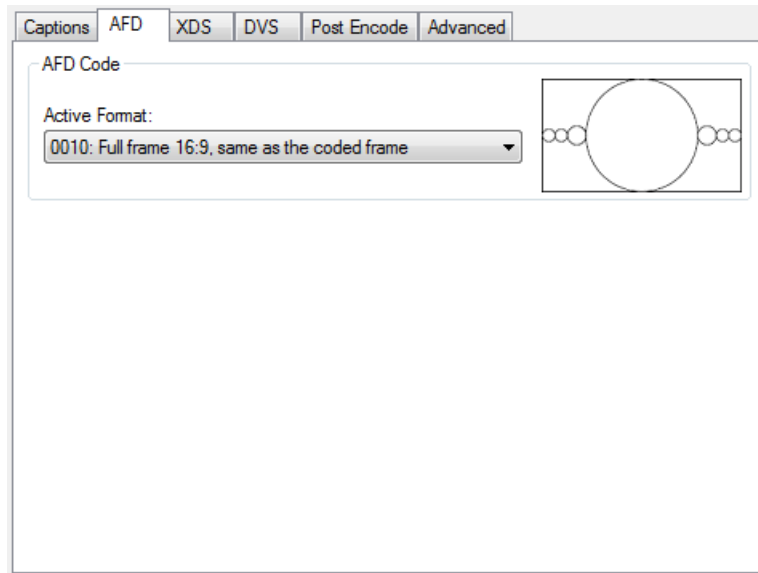 Captions AFD XDS DVS Post Encode Advanced
AFD Code
Active Format:
0010: Full frame 16:9, same as the coded frame